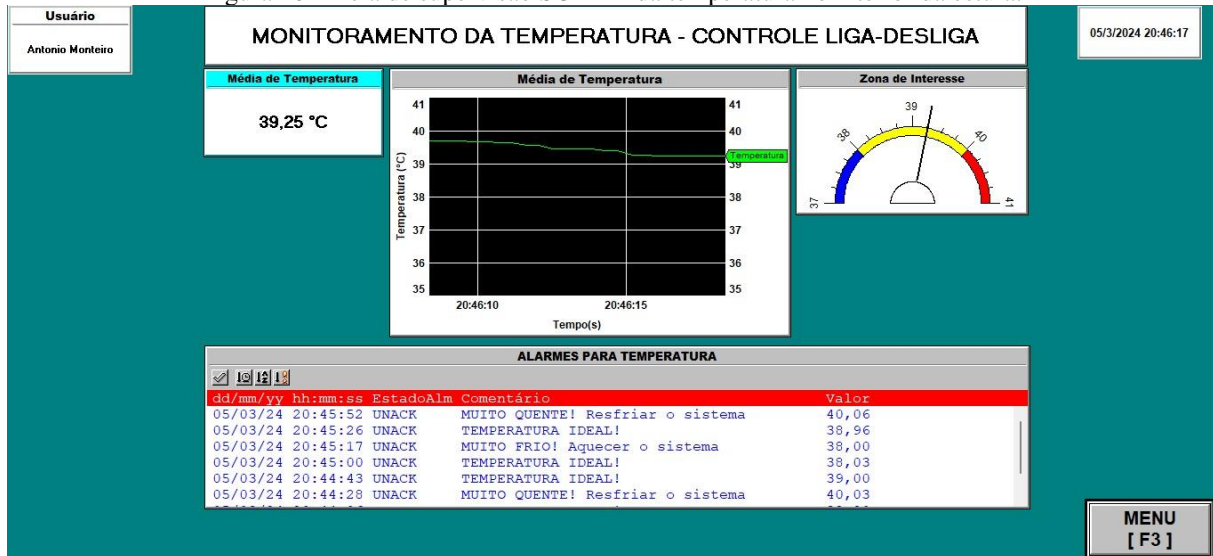 Usuário
Antonio Monteiro
MONITORAMENTO DA TEMPERATURA - CONTROLE LIGA-DESLIGA
05/3/2024 20:46:17
Média de Temperatura
39,25 °C
Média de Temperatura
41
40
39
38
37
36
35
Temperatura (°C)
41
40
39
38
37
36
35
Temperatura
20:46:10 20:46:15
Tempo(s)
Zona de Interesse
37
38
39
40
41
ALARMES PARA TEMPERATURA
dd/mm/yy hh:mm:ss EstadoAlm Comentário Valor
05/03/24 20:45:52 UNACK MUITO QUENTE! Resfriar o sistema 40,06
05/03/24 20:45:26 UNACK TEMPERATURA IDEAL! 38,96
05/03/24 20:45:17 UNACK MUITO FRIO! Aquecer o sistema 38,00
05/03/24 20:45:00 UNACK TEMPERATURA IDEAL! 38,03
05/03/24 20:44:43 UNACK TEMPERATURA IDEAL! 39,00
05/03/24 20:44:28 UNACK MUITO QUENTE! Resfriar o sistema 40,03
MENU
[ F3 ]